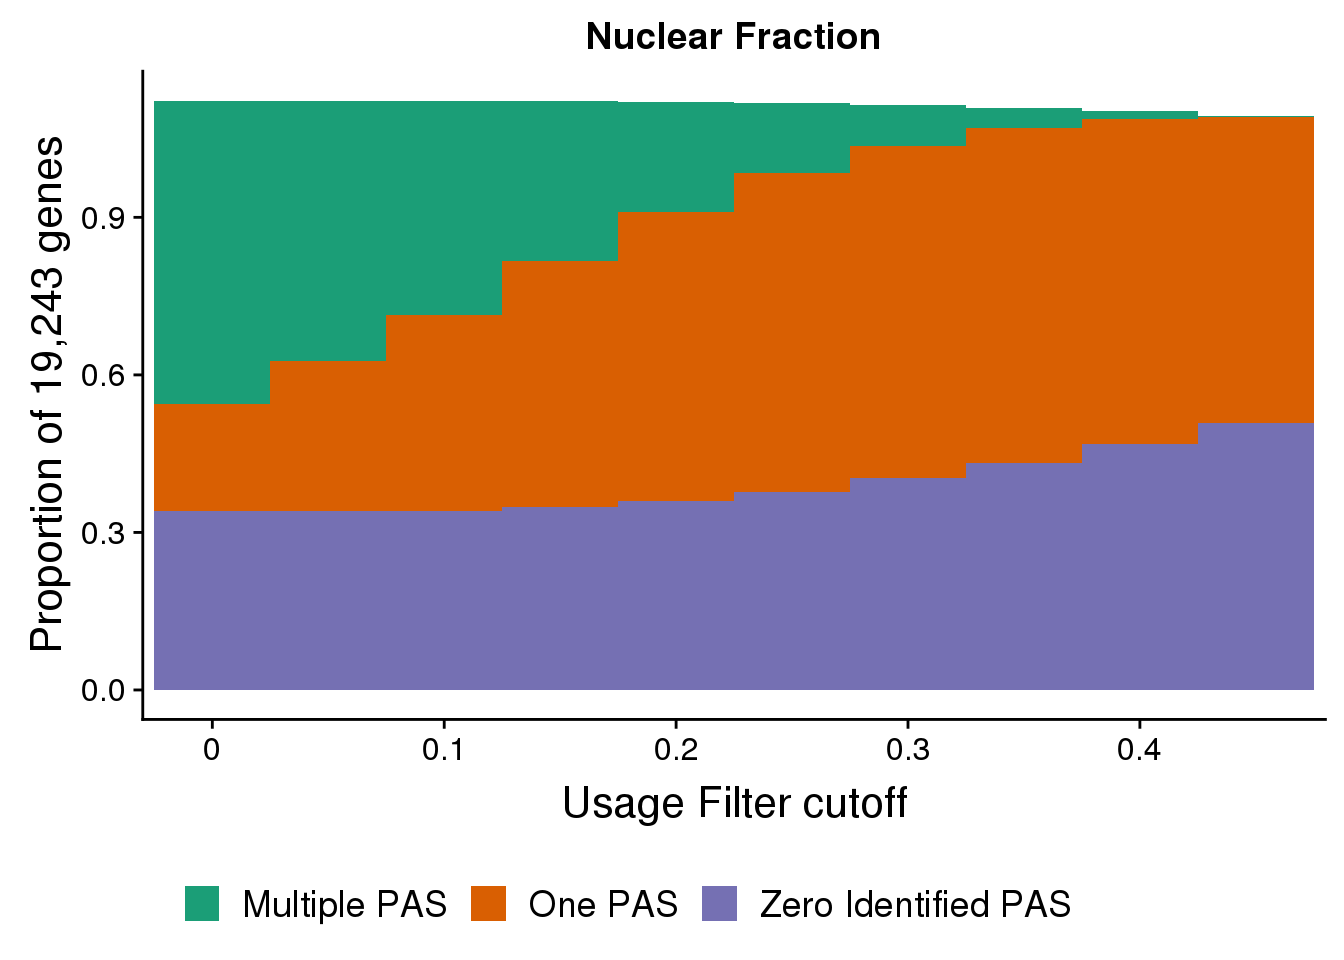 Nuclear Fraction
Proportion of 19,243 genes
0.9
0.6
0.3
0.0
0 0.1 0.2 0.3 0.4
Usage Filter cutoff
Multiple PAS One PAS Zero Identified PAS